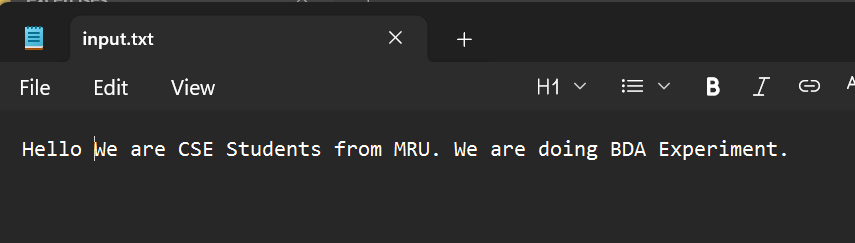 input.txt
File Edit View H1 B I A
Hello We are CSE Students from MRU. We are doing BDA Experiment.